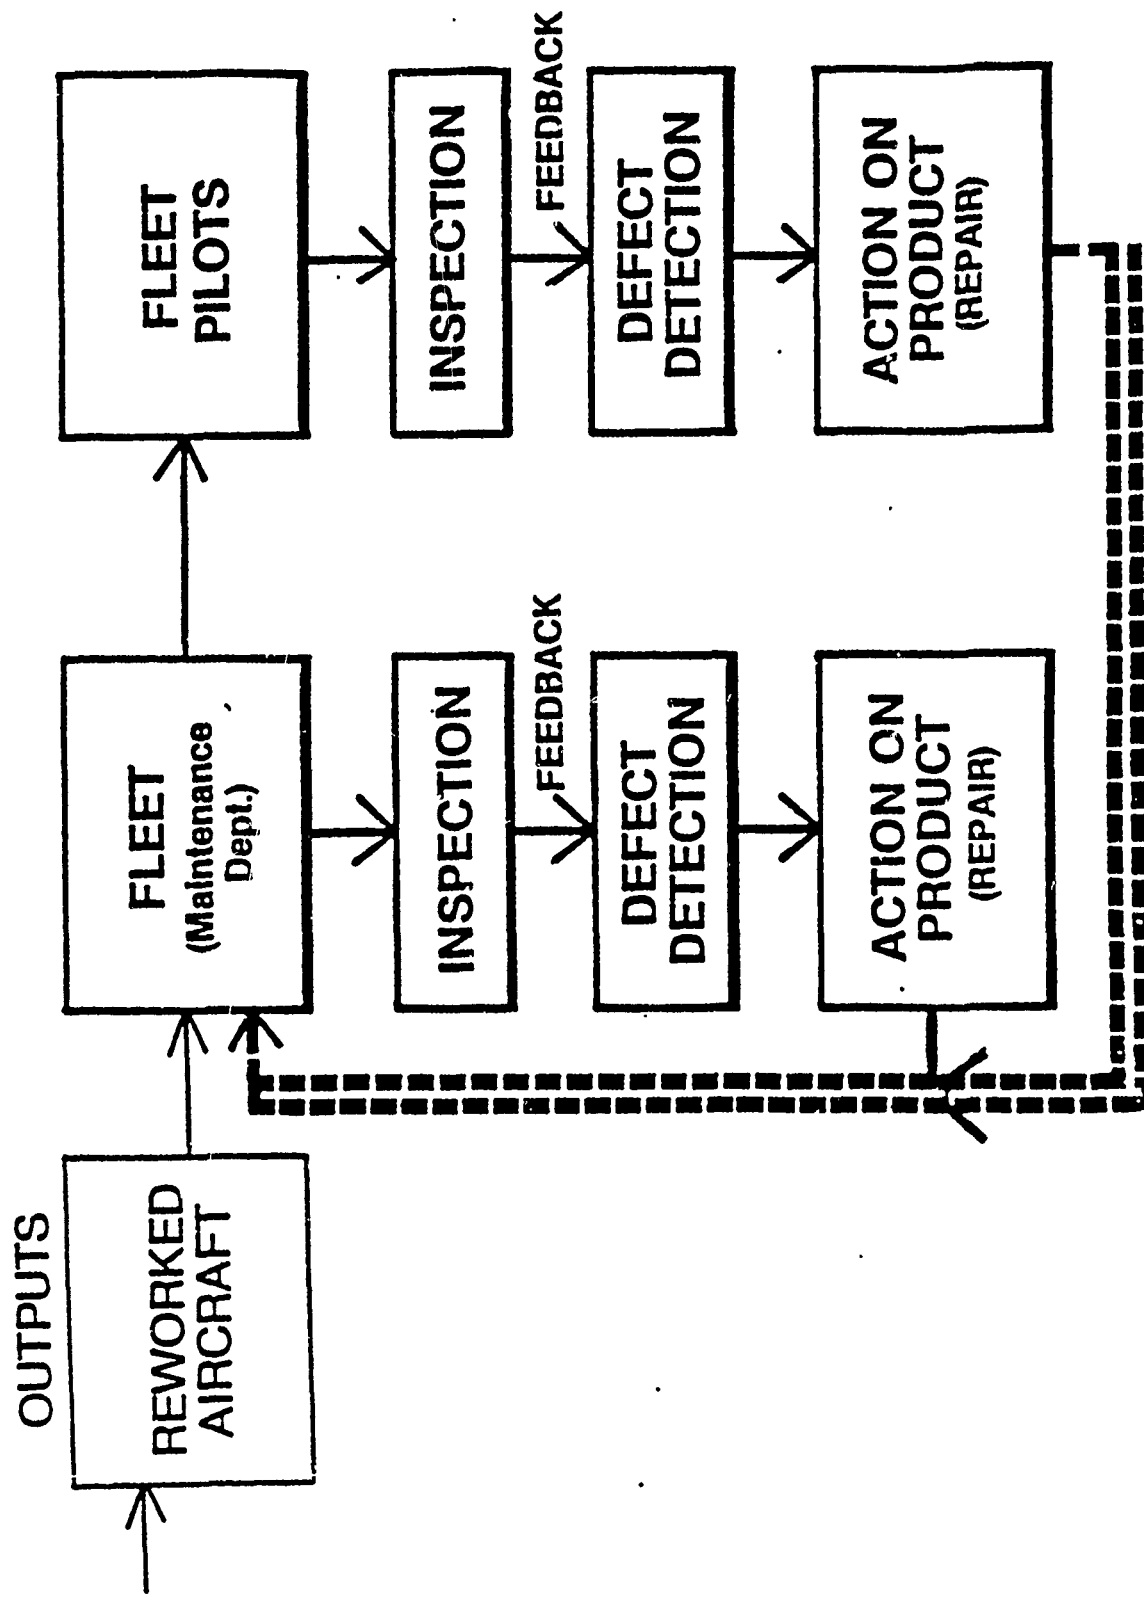 OUTPUTS
REWORKED
AIRCRAFT
FLEET
(Maintenance
Dept.)
INSPECTION
FEEDBACK
DEFECT
DETECTION
ACTION ON
PRODUCT
(REPAIR)
FLEET
PILOTS
INSPECTION
FEEDBACK
DEFECT
DETECTION
ACTION ON
PRODUCT
(REPAIR)